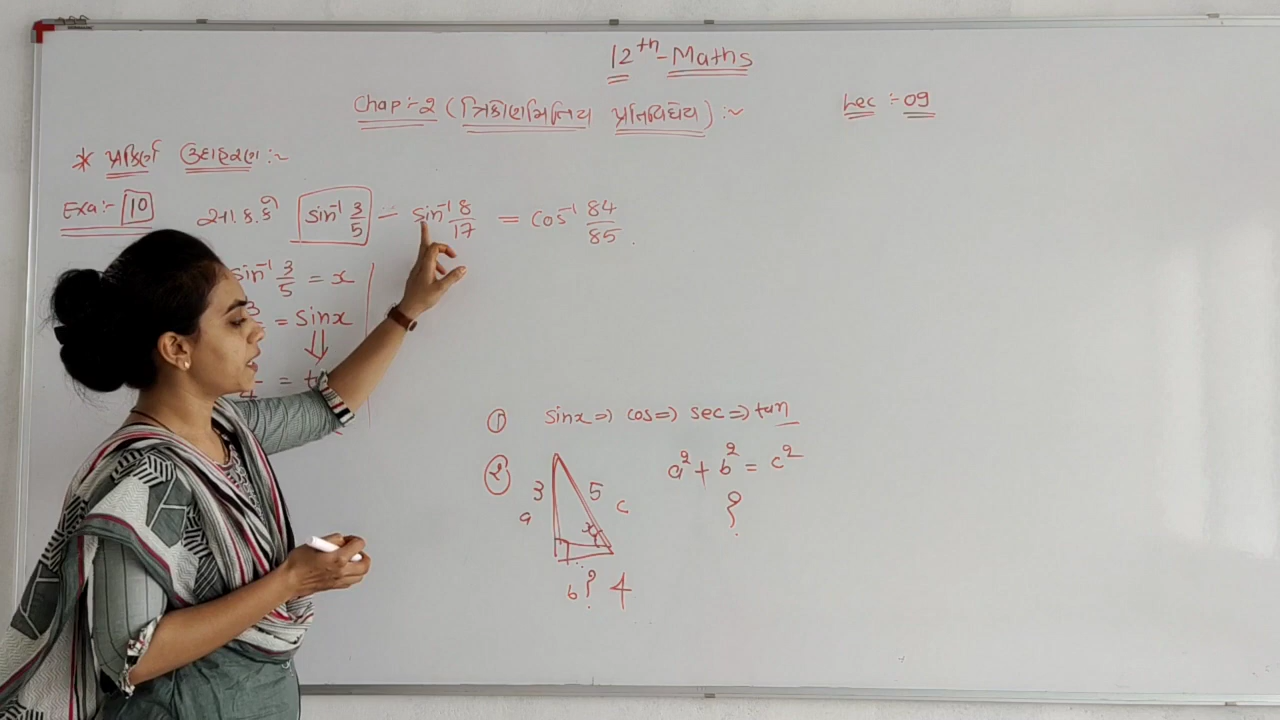 12th - Maths
Chap:- 2 (ત્રિકોણમિતિય પ્રતિવિધેય) :~
Lec :- 09
* પ્રકિર્ણ ઉદાહરણ :~
Exa:- 10 સા.કે.કે sin⁻¹ 3/5 - sin⁻¹ 8/17 = cos⁻¹ 84/85.
sin⁻¹ 3/5 = x
= sinx
⇓
① sinx => cos => sec => tan
② 3 a 5 c x b ? 4
a² + b² = c²
?